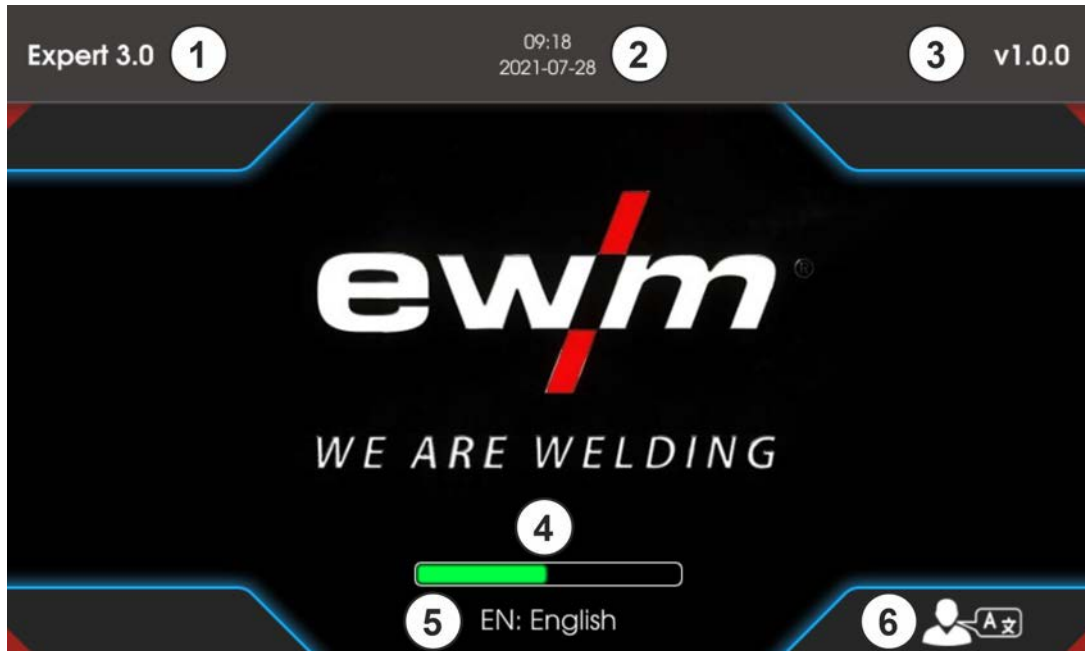 Expert 3.0 1
09:18
2021-07-28 2
3 v1.0.0
ewm®
WE ARE WELDING
4
5 EN: English
6 A 文